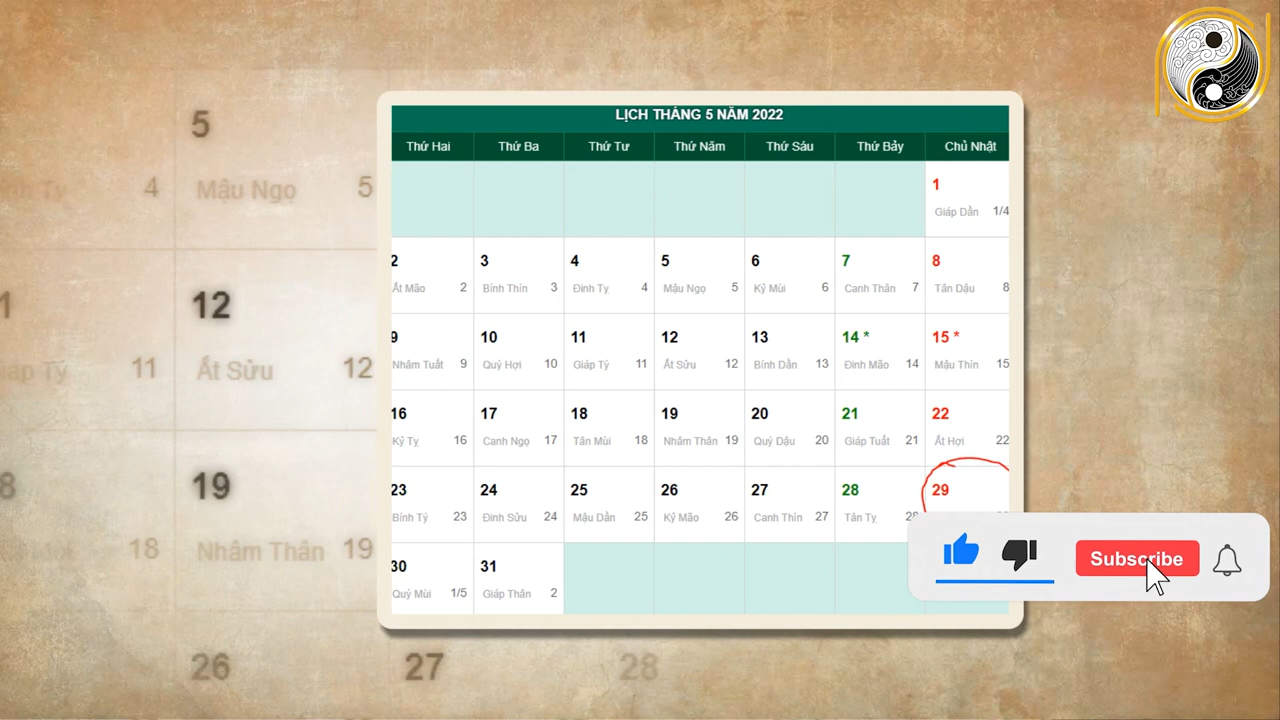 LỊCH THÁNG 5 NĂM 2022
Thứ Hai Thứ Ba Thứ Tư Thứ Năm Thứ Sáu Thứ Bảy Chủ Nhật
1
Giáp Dần 1/4
2 3 4 5 6 7 8
Ất Mão 2 Bính Thìn 3 Đinh Tỵ 4 Mậu Ngọ 5 Kỷ Mùi 6 Canh Thân 7 Tân Dậu 8
9 10 11 12 13 14 * 15 *
Nhâm Tuất 9 Quý Hợi 10 Giáp Tý 11 Ất Sửu 12 Bính Dần 13 Đinh Mão 14 Mậu Thìn 15
16 17 18 19 20 21 22
Kỷ Tỵ 16 Canh Ngọ 17 Tân Mùi 18 Nhâm Thân 19 Quý Dậu 20 Giáp Tuất 21 Ất Hợi 22
23 24 25 26 27 28 29
Bính Tý 23 Đinh Sửu 24 Mậu Dần 25 Kỷ Mão 26 Canh Thìn 27 Tân Tỵ
30 31
Quý Mùi 1/5 Giáp Thân 2
Subscribe
5
4 Mậu Ngọ 5
12
11 Ất Sửu 12
19
18 Nhâm Thân 19
26 27 28